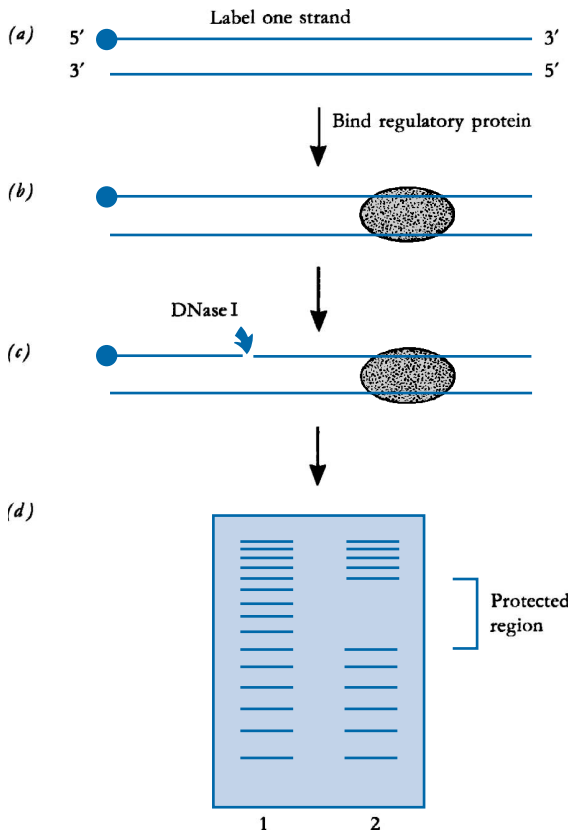 Label one strand
(a) 5′ 3′
3′ 5′
Bind regulatory protein
(b)
DNase I
(c)
(d)
Protected
region
1 2